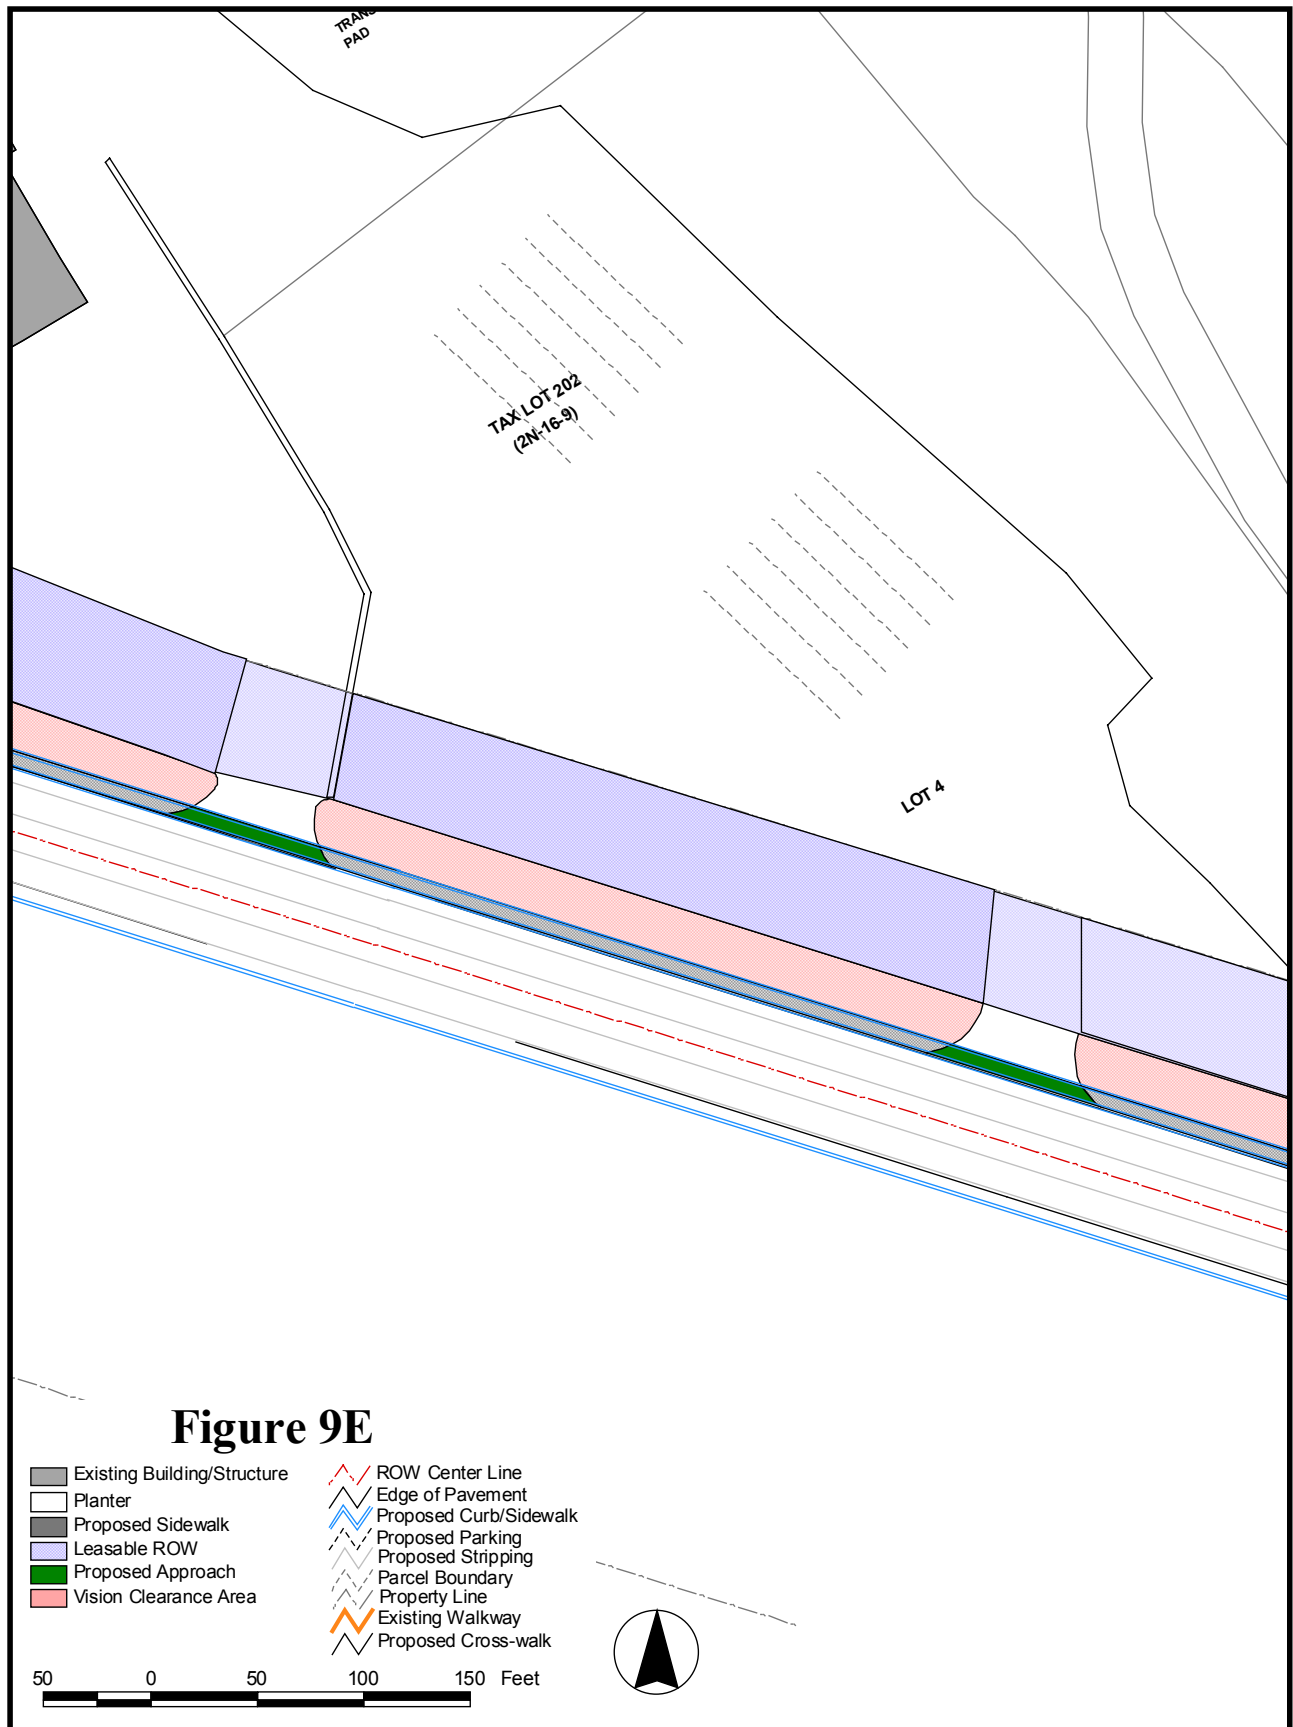 PAD
TAX LOT 202
(2N-16-9)
LOT 4
Figure 9E
Existing Building/Structure
Planter
Proposed Sidewalk
Leasable ROW
Proposed Approach
Vision Clearance Area
ROW Center Line
Edge of Pavement
Proposed Curb/Sidewalk
Proposed Parking
Proposed Stripping
Parcel Boundary
Property Line
Existing Walkway
Proposed Cross-walk
50 0 50 100 150 Feet